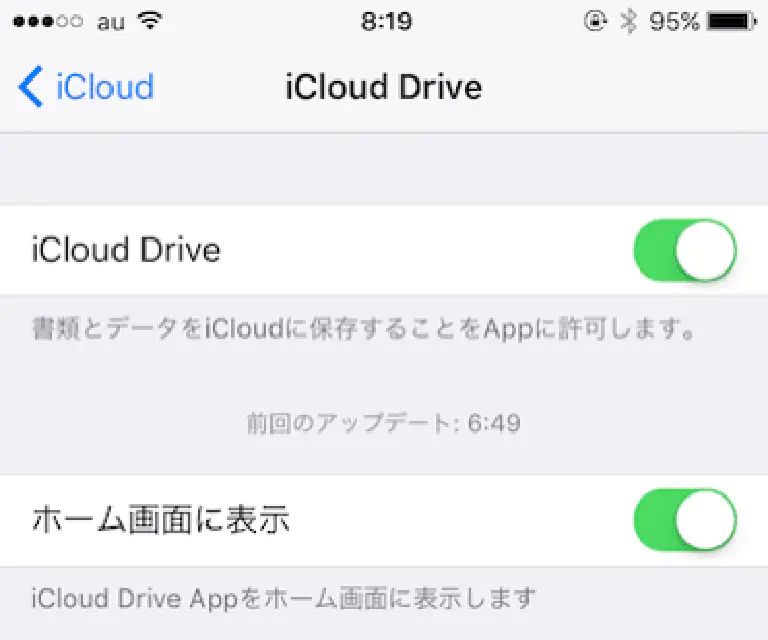 au 8:19 95%
iCloud iCloud Drive
iCloud Drive
書類とデータをiCloudに保存することをAppに許可します。
前回のアップデート: 6:49
ホーム画面に表示
iCloud Drive Appをホーム画面に表示します